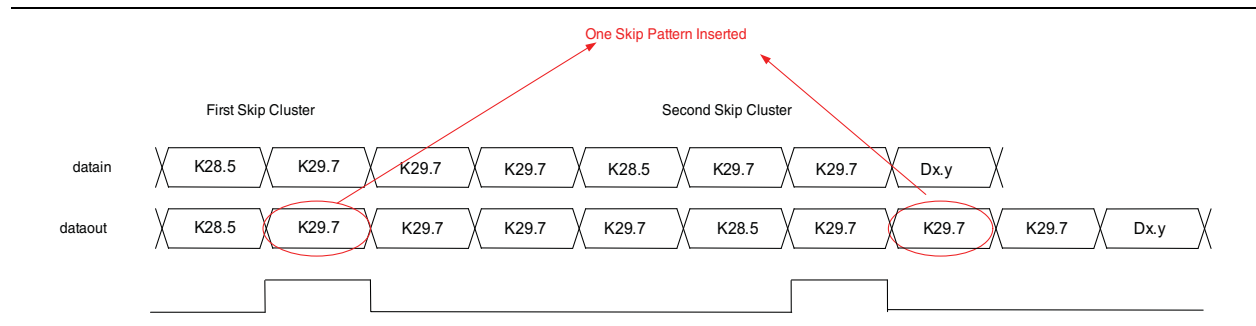 One Skip Pattern Inserted
First Skip Cluster Second Skip Cluster
datain K28.5 K29.7 K29.7 K29.7 K28.5 K29.7 K29.7 Dx.y
dataout K28.5 K29.7 K29.7 K29.7 K29.7 K28.5 K29.7 K29.7 K29.7 Dx.y